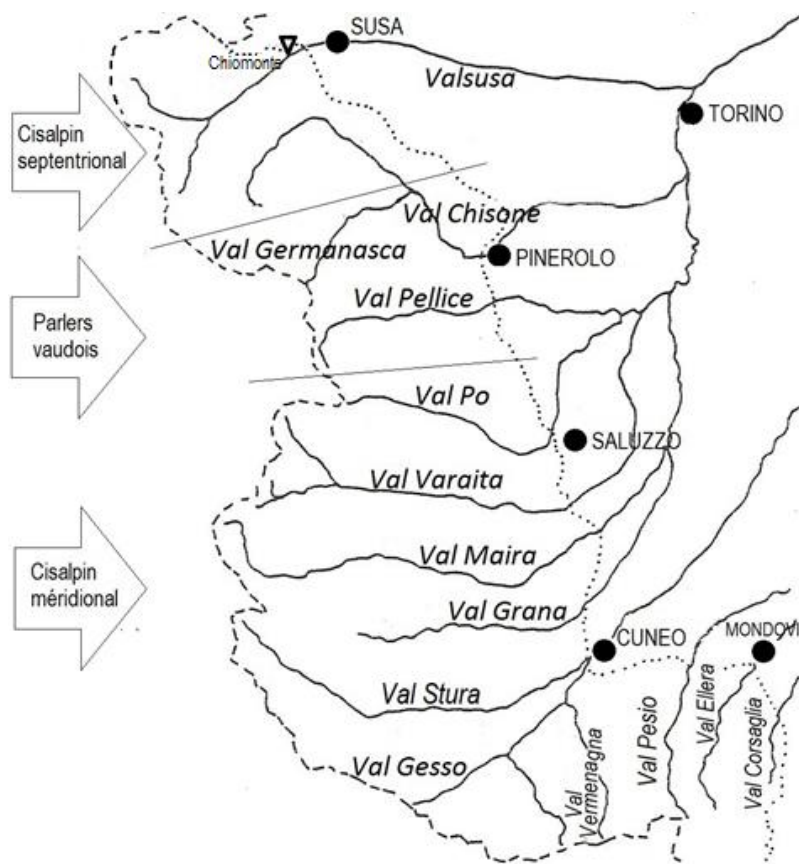 SUSA
Chiomonte
Valsusa
TORINO
Cisalpin
septentrional
Val Chisone
Val Germanasca
PINEROLO
Val Pellice
Parlers
vaudois
Val Po
SALUZZO
Val Varaita
Val Maira
Cisalpin
méridional
Val Grana
CUNEO
MONDOVI
Val Stura
Val Ellera
Val Pesio
Val Corsaglia
Val Gesso
Val
Vermenagna